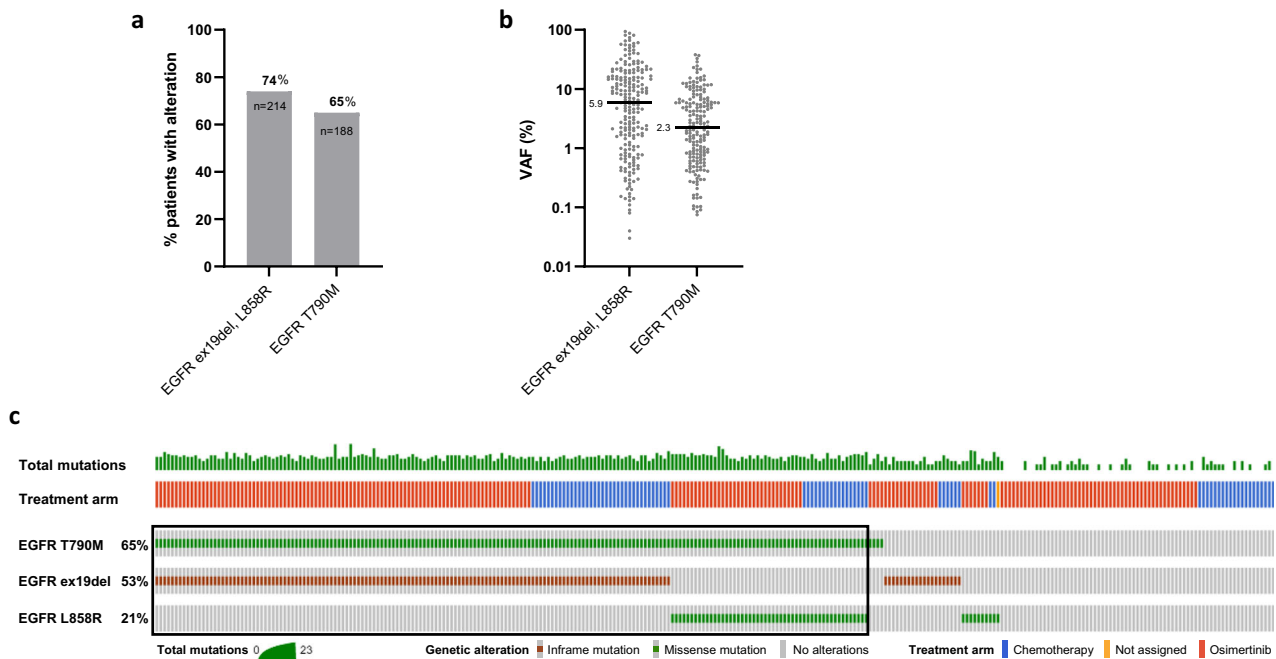 a
100
80
60
40
20
0
% patients with alteration
74%
n=214
65%
n=188
EGFR ex19del, L858R
EGFR T790M
b
100
10
1
0.1
0.01
VAF (%)
5.9
2.3
EGFR ex19del, L858R
EGFR T790M
c
Total mutations
Treatment arm
EGFR T790M 65%
EGFR ex19del 53%
EGFR L858R 21%
Total mutations 0 23 Genetic alteration Inframe mutation Missense mutation No alterations Treatment arm Chemotherapy Not assigned Osimertinib